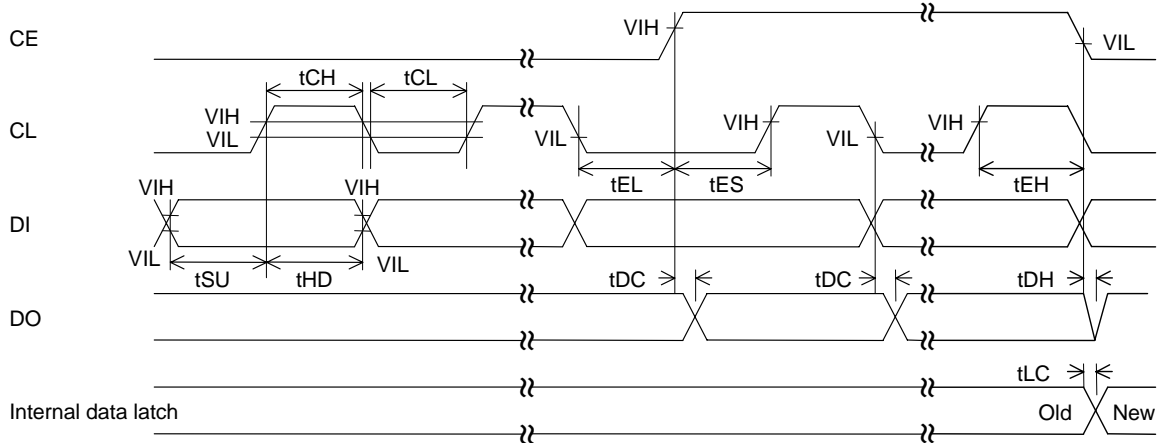 CE
VIH
VIL
tCH
tCL
CL
VIH
VIL
VIL
VIH
VIL
VIH
tEL
tES
tEH
VIH
VIH
DI
VIL
VIL
tSU
tHD
tDC
tDC
tDH
DO
tLC
Internal data latch
Old
New